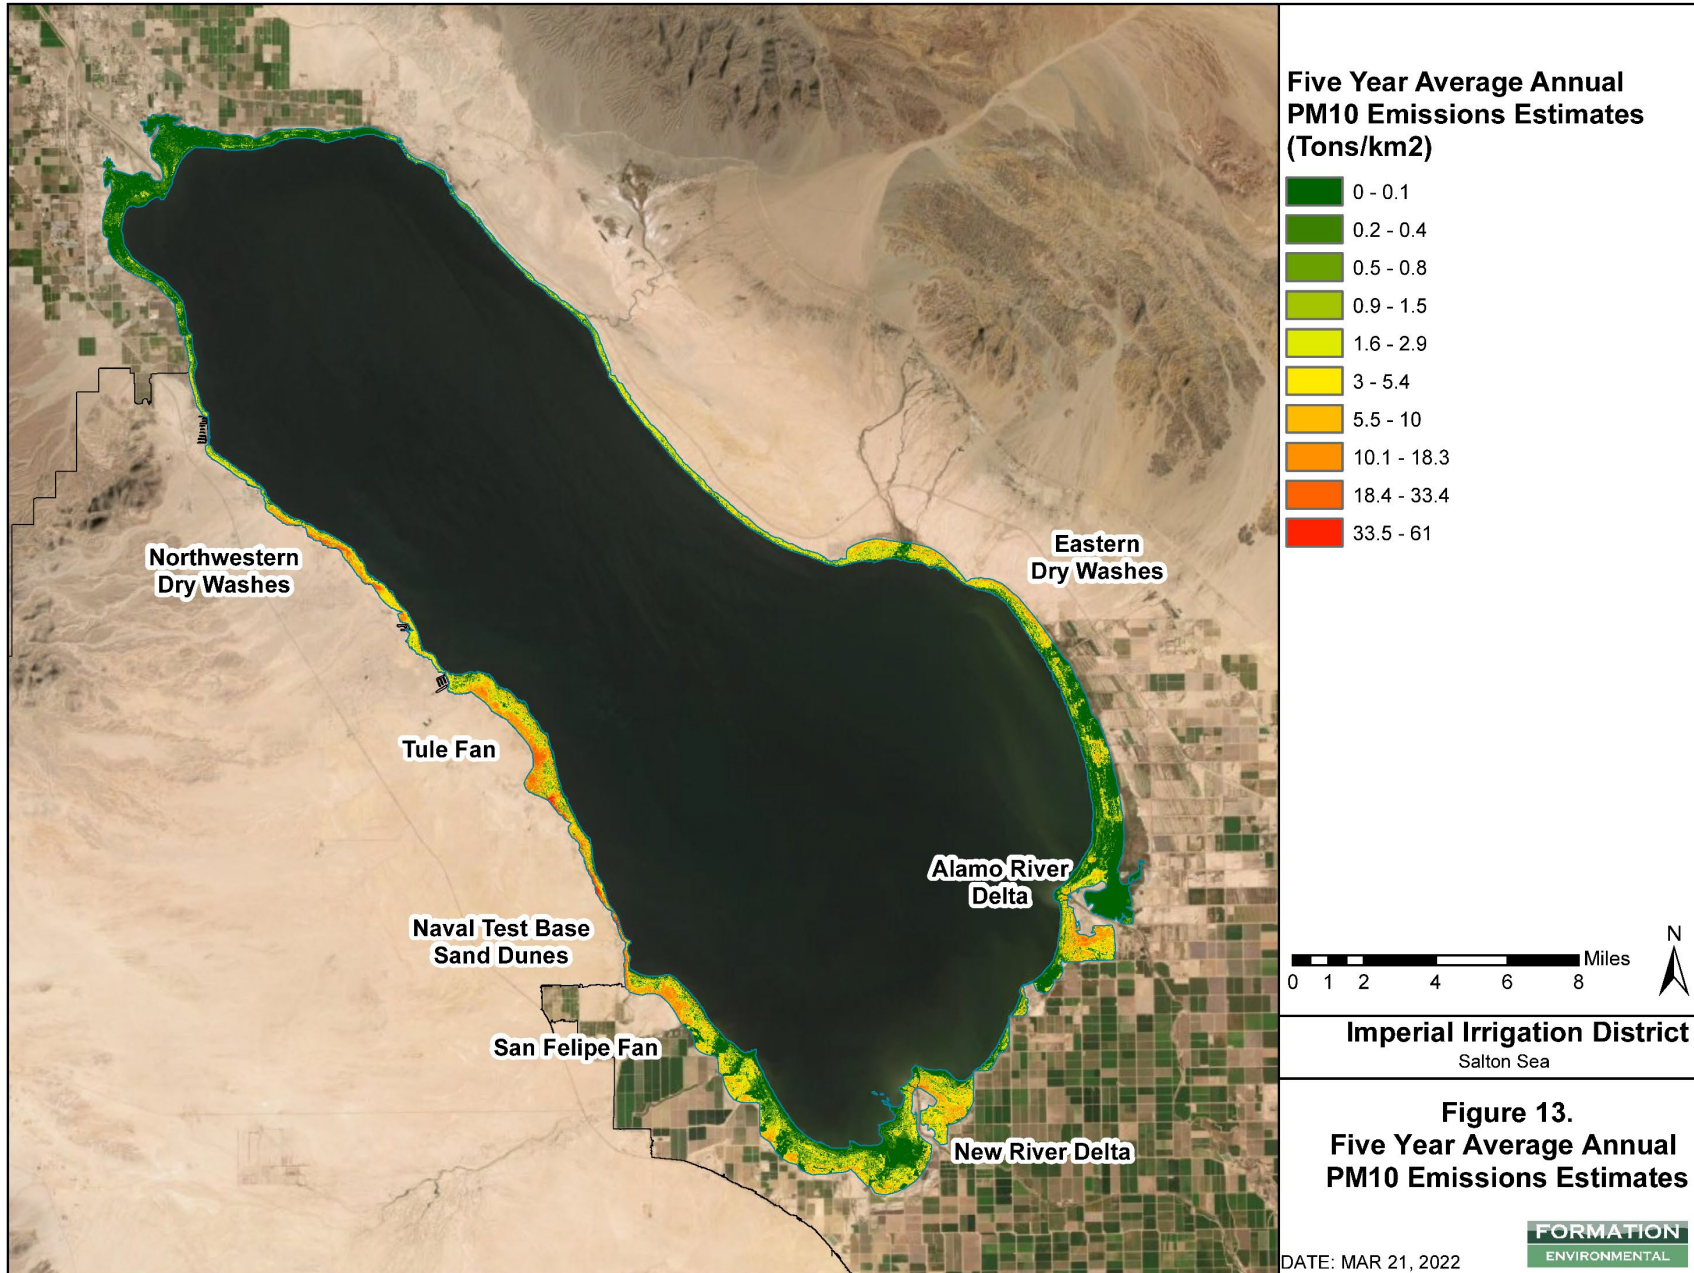 Five Year Average Annual
PM10 Emissions Estimates
(Tons/km2)
0 - 0.1
0.2 - 0.4
0.5 - 0.8
0.9 - 1.5
1.6 - 2.9
3 - 5.4
5.5 - 10
10.1 - 18.3
18.4 - 33.4
33.5 - 61
Northwestern
Dry Washes
Eastern
Dry Washes
Tule Fan
Alamo River
Delta
Naval Test Base
Sand Dunes
San Felipe Fan
New River Delta
N
Miles
0 1 2 4 6 8
Imperial Irrigation District
Salton Sea
Figure 13.
Five Year Average Annual
PM10 Emissions Estimates
DATE: MAR 21, 2022
FORMATION
ENVIRONMENTAL